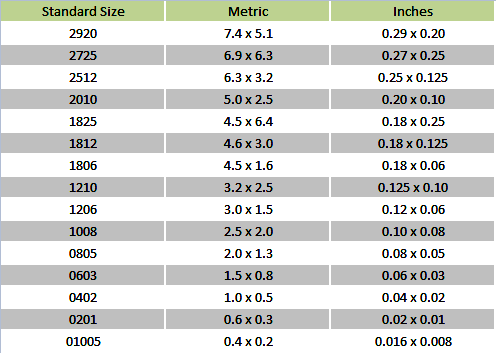 Standard Size Metric Inches
2920 7.4 x 5.1 0.29 x 0.20
2725 6.9 x 6.3 0.27 x 0.25
2512 6.3 x 3.2 0.25 x 0.125
2010 5.0 x 2.5 0.20 x 0.10
1825 4.5 x 6.4 0.18 x 0.25
1812 4.6 x 3.0 0.18 x 0.125
1806 4.5 x 1.6 0.18 x 0.06
1210 3.2 x 2.5 0.125 x 0.10
1206 3.0 x 1.5 0.12 x 0.06
1008 2.5 x 2.0 0.10 x 0.08
0805 2.0 x 1.3 0.08 x 0.05
0603 1.5 x 0.8 0.06 x 0.03
0402 1.0 x 0.5 0.04 x 0.02
0201 0.6 x 0.3 0.02 x 0.01
01005 0.4 x 0.2 0.016 x 0.008